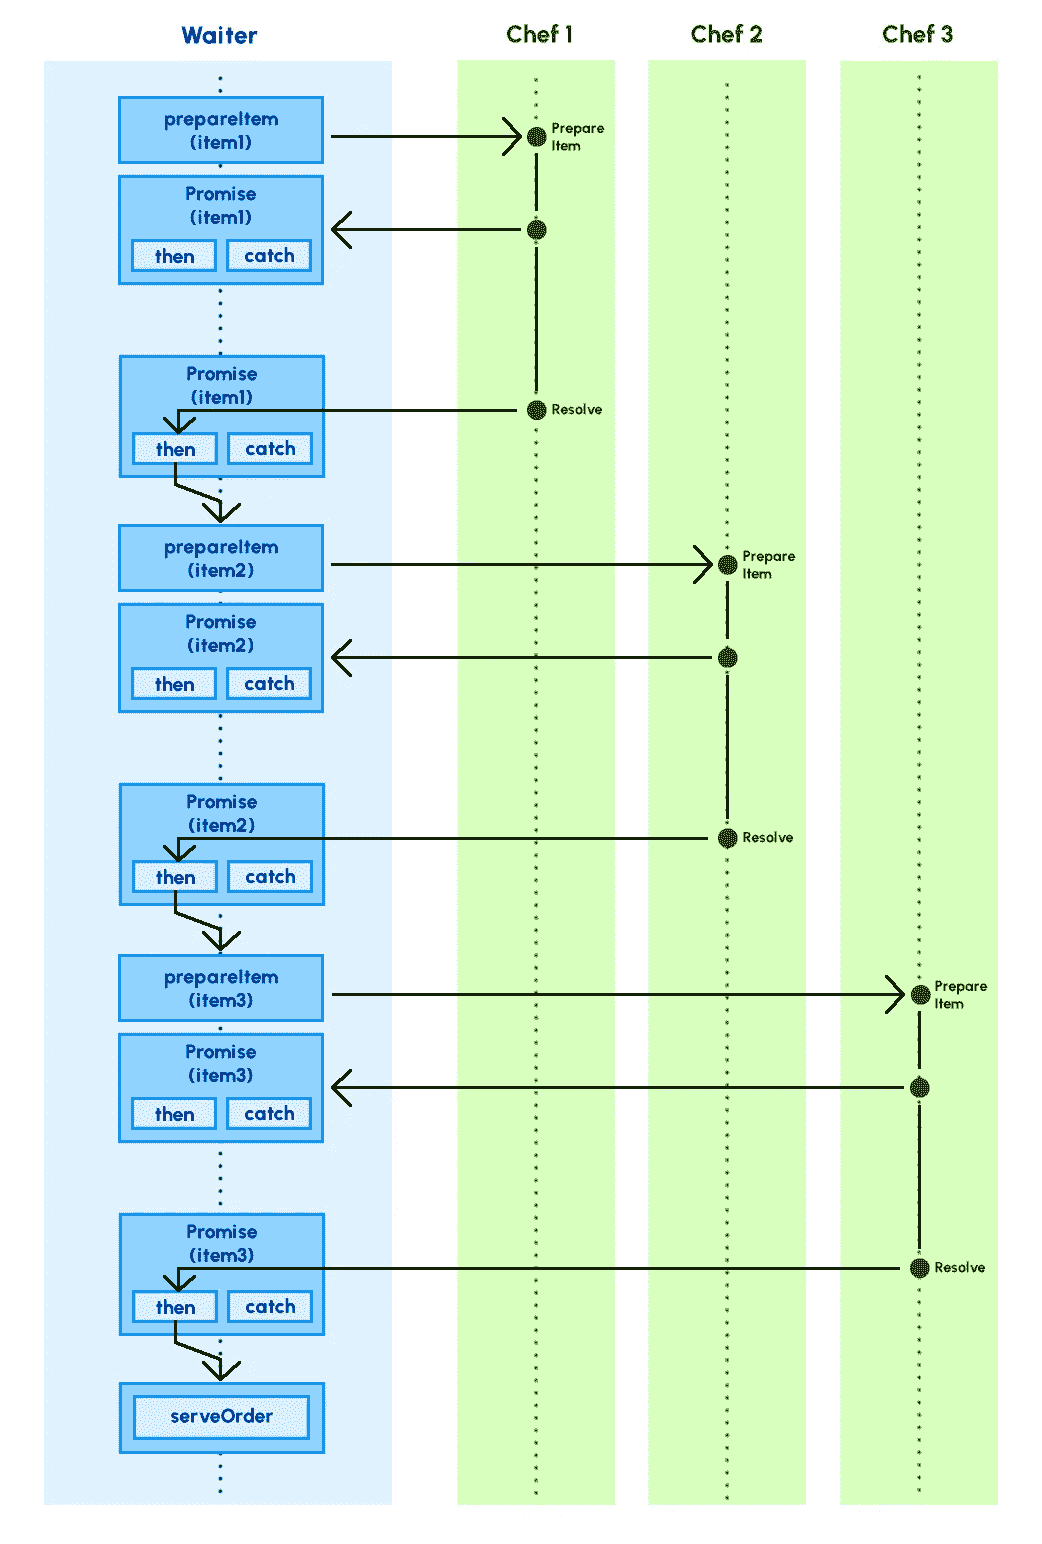 Waiter
Chef 1
Chef 2
Chef 3
prepareItem
(item1)
Prepare
Item
Promise
(item1)
then
catch
Promise
(item1)
Resolve
then
catch
prepareItem
(item2)
Prepare
Item
Promise
(item2)
then
catch
Promise
(item2)
Resolve
then
catch
prepareItem
(item3)
Prepare
Item
Promise
(item3)
then
catch
Promise
(item3)
Resolve
then
catch
serveOrder